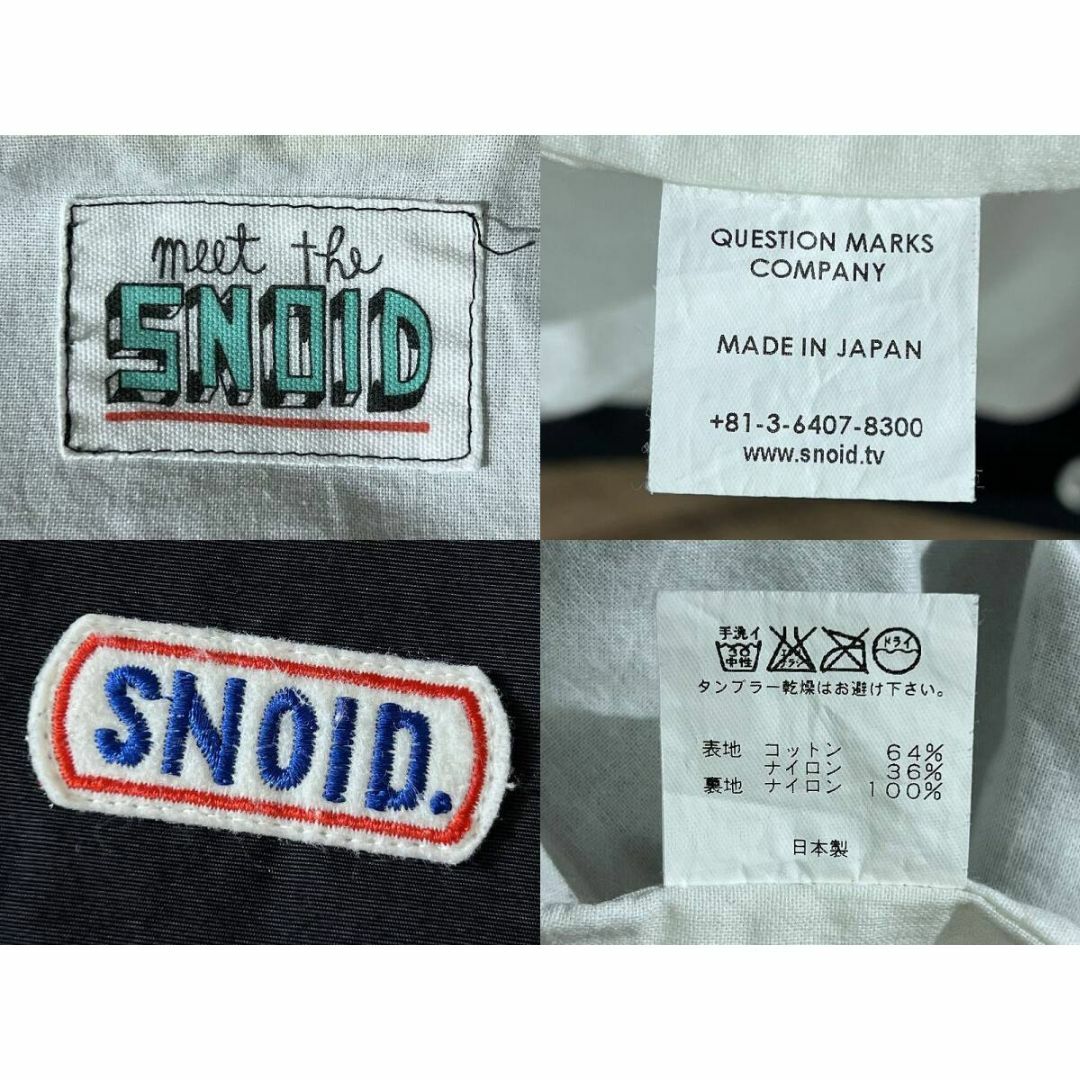 meet the
SNOID
QUESTION MARKS
COMPANY
MADE IN JAPAN
+81-3-6407-8300
www.snoid.tv
SNOID.
手洗イ
30
中性
ドライ
タンブラー乾燥はお避け下さい。
表地 コットン 64%
ナイロン 36%
裏地 ナイロン 100%
日本製